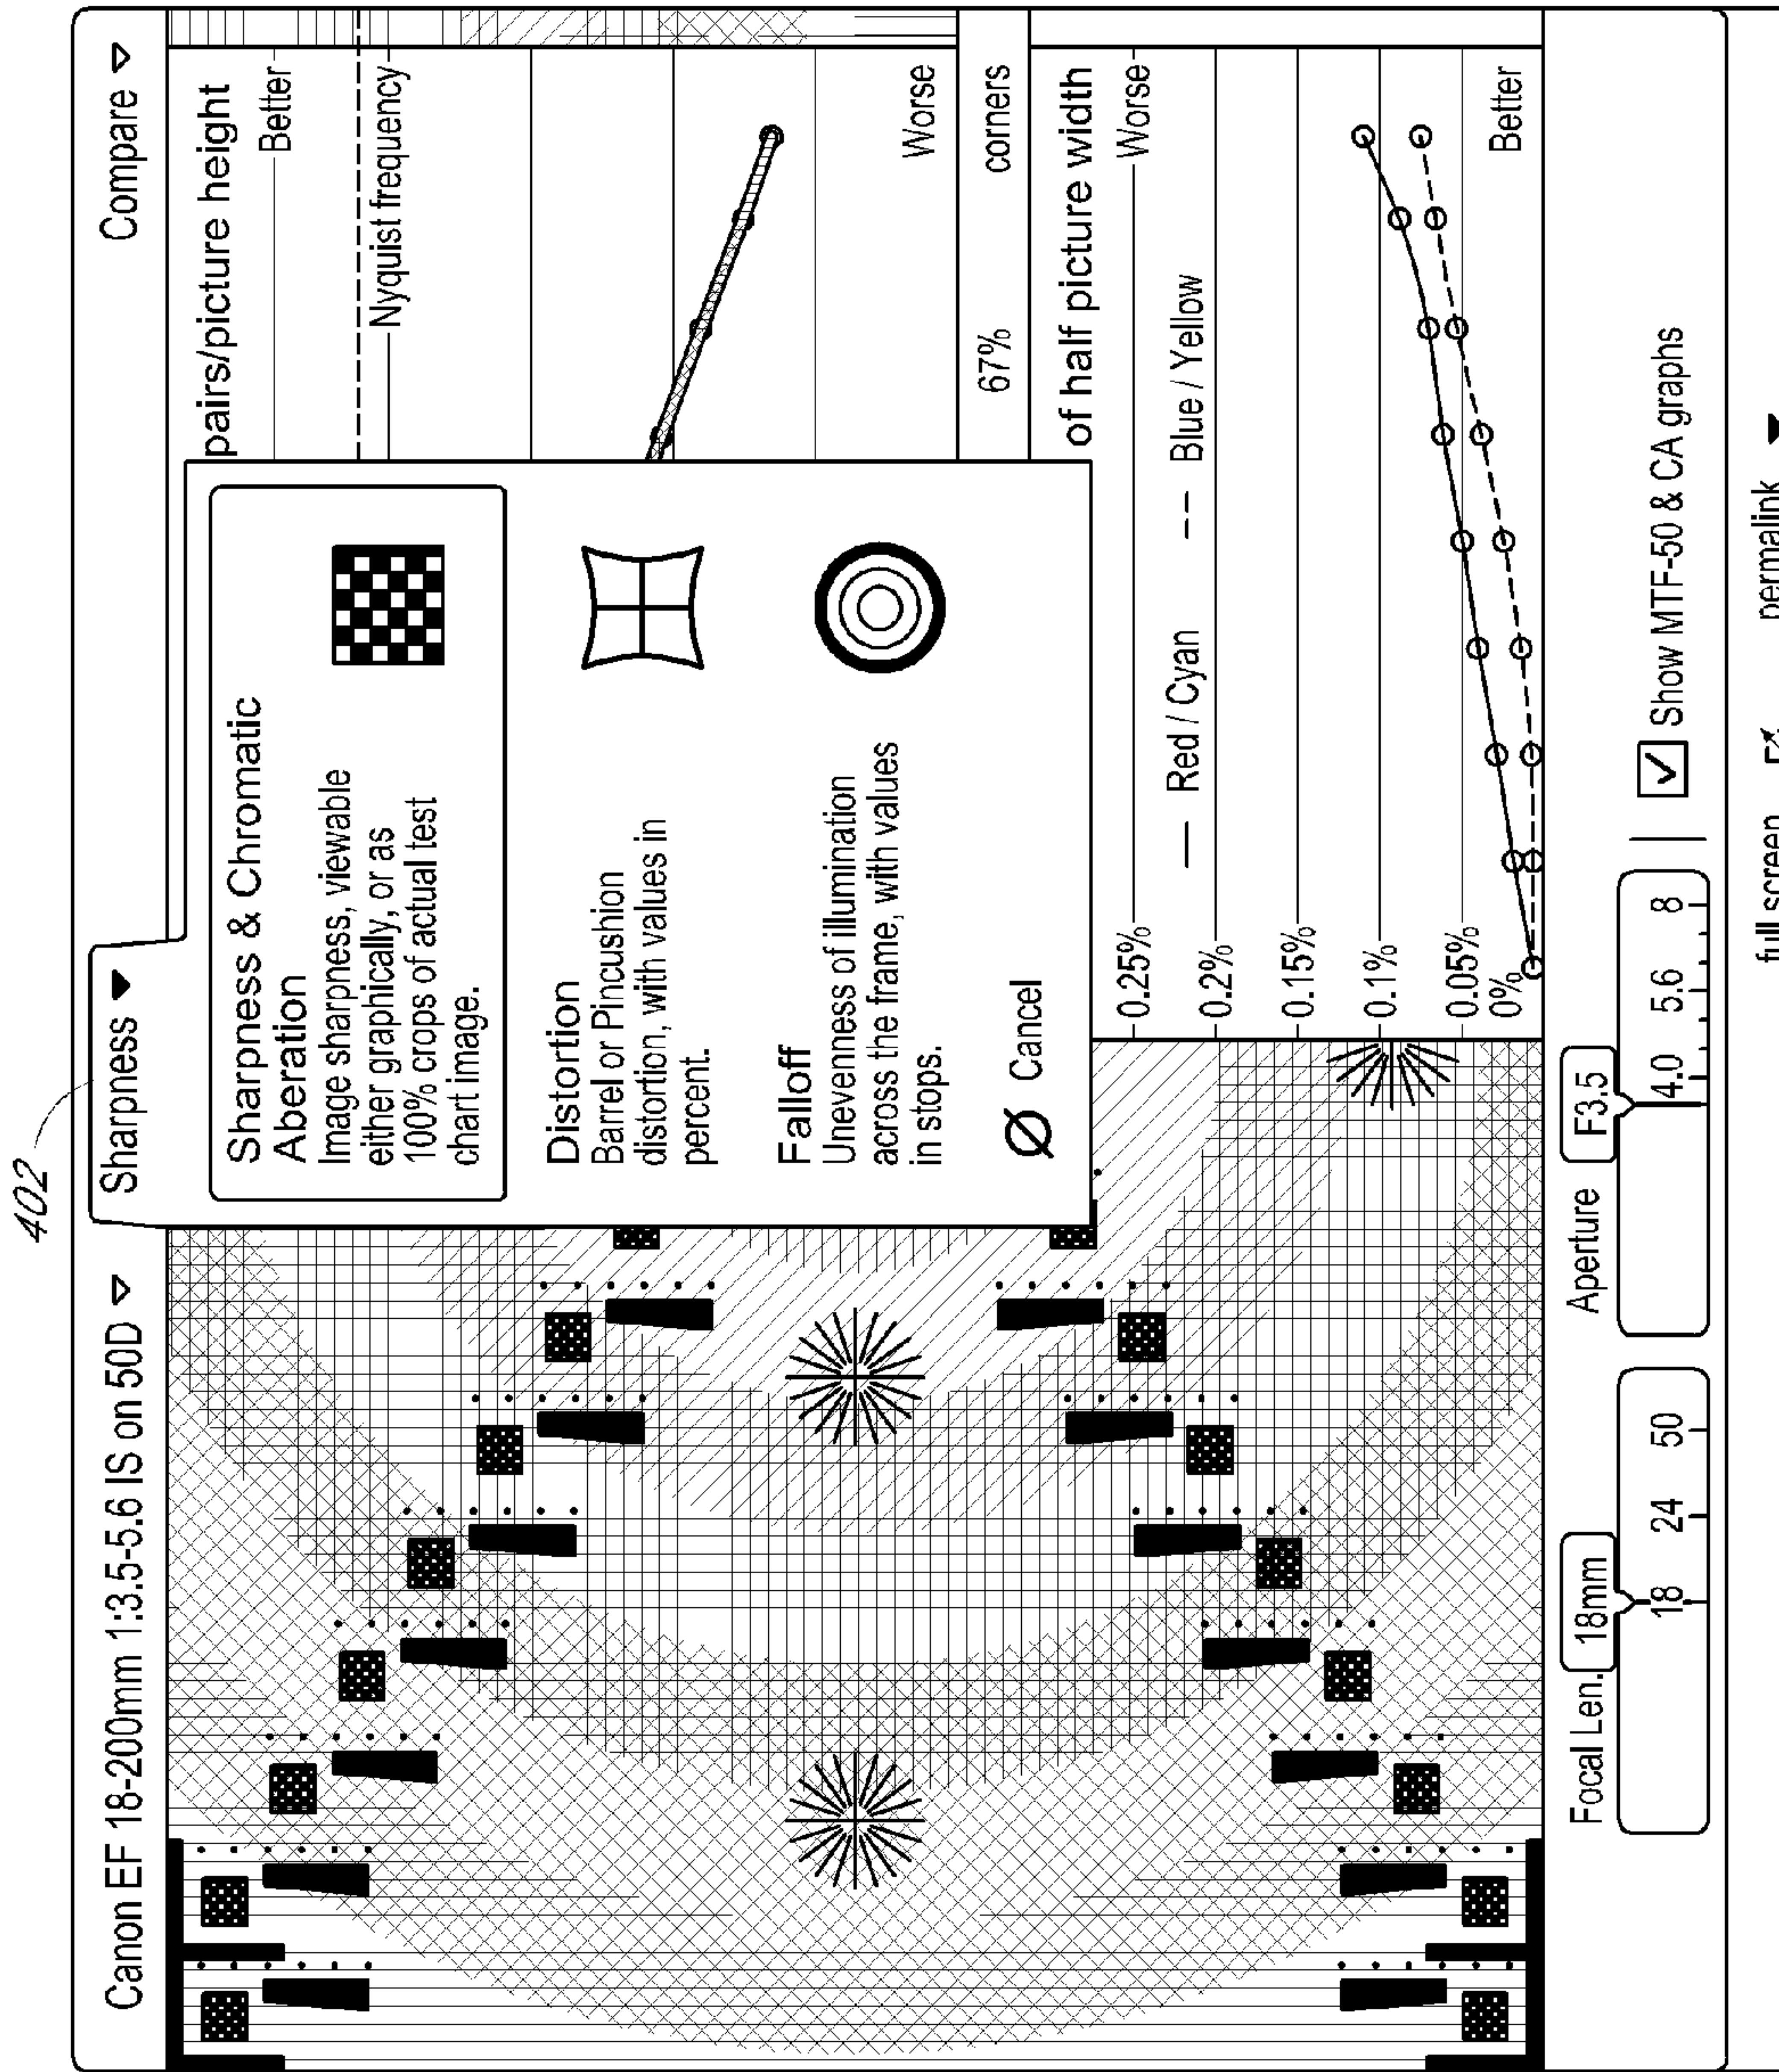 402
Canon EF 18-200mm 1:3.5-5.6 IS on 50D
Sharpness
Compare
Sharpness & Chromatic
Aberation
Image sharpness, viewable
either graphically, or as
100% crops of actual test
chart image.
Distortion
Barrel or Pincushion
distortion, with values in
percent.
Falloff
Unevenness of illumination
across the frame, with values
in stops.
Ø Cancel
pairs/picture height
Better
Nyquist frequency
Worse
67% corners
of half picture width
0.25% Worse
Red / Cyan Blue / Yellow
0.2%
0.15%
0.1%
0.05%
0% Better
Focal Len. 18mm Aperture F3.5
18 24 50 4.0 5.6 8 Show MTF-50 & CA graphs
full screen permalink